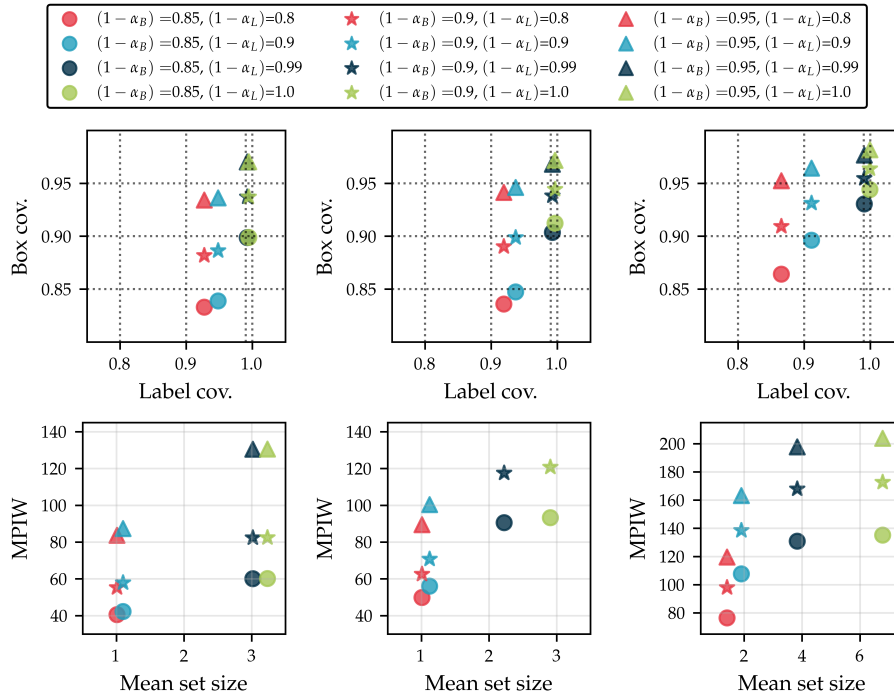 (1 − α_B) =0.85, (1 − α_L)=0.8 (1 − α_B) =0.9, (1 − α_L)=0.8 (1 − α_B) =0.95, (1 − α_L)=0.8
(1 − α_B) =0.85, (1 − α_L)=0.9 (1 − α_B) =0.9, (1 − α_L)=0.9 (1 − α_B) =0.95, (1 − α_L)=0.9
(1 − α_B) =0.85, (1 − α_L)=0.99 (1 − α_B) =0.9, (1 − α_L)=0.99 (1 − α_B) =0.95, (1 − α_L)=0.99
(1 − α_B) =0.85, (1 − α_L)=1.0 (1 − α_B) =0.9, (1 − α_L)=1.0 (1 − α_B) =0.95, (1 − α_L)=1.0
Box cov.
0.95
0.90
0.85
0.8 0.9 1.0
Label cov.
Box cov.
0.95
0.90
0.85
0.8 0.9 1.0
Label cov.
Box cov.
0.95
0.90
0.85
0.8 0.9 1.0
Label cov.
MPIW
140
120
100
80
60
40
1 2 3
Mean set size
MPIW
140
120
100
80
60
40
1 2 3
Mean set size
MPIW
200
180
160
140
120
100
80
2 4 6
Mean set size